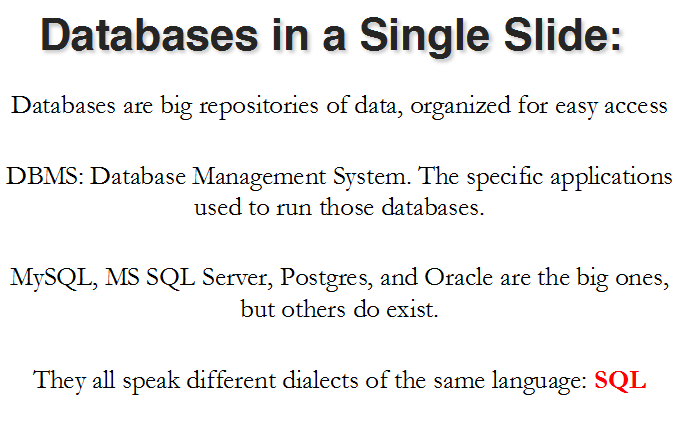 Databases in a Single Slide:
Databases are big repositories of data, organized for easy access
DBMS: Database Management System. The specific applications
used to run those databases.
MySQL, MS SQL Server, Postgres, and Oracle are the big ones,
but others do exist.
They all speak different dialects of the same language: SQL